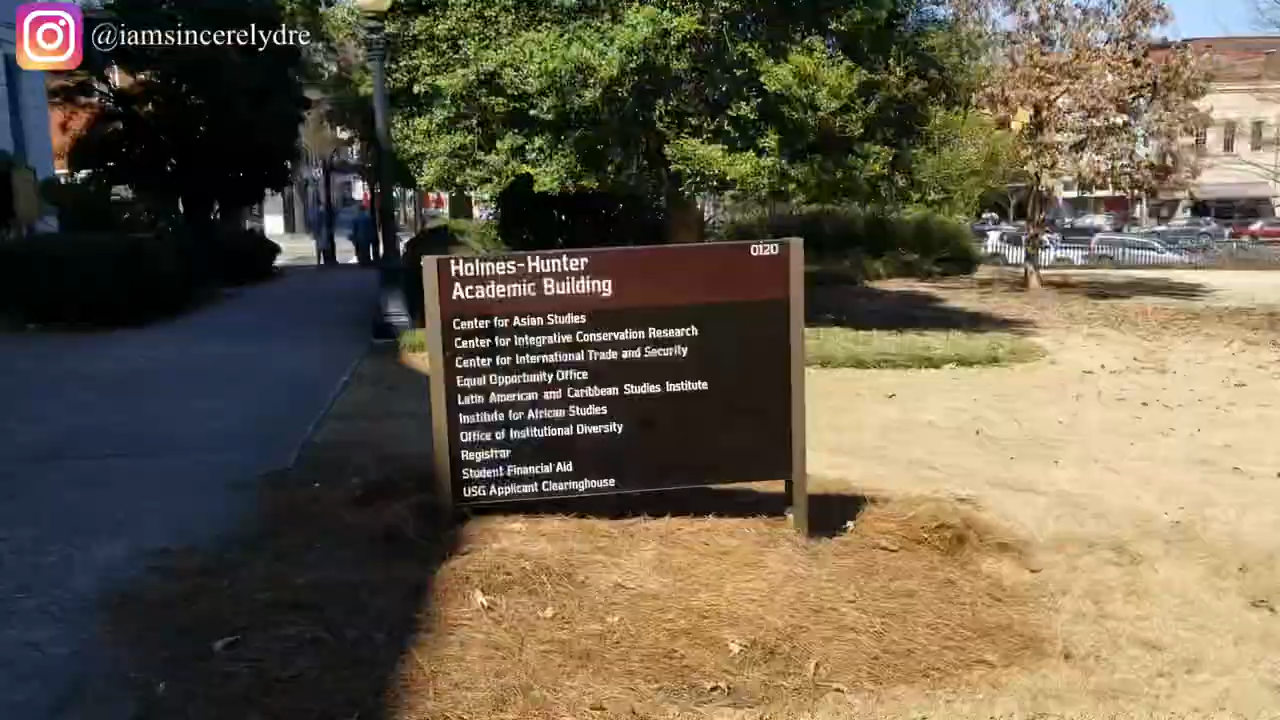 @iamsincerelydre
0120
Holmes-Hunter
Academic Building
Center for Asian Studies
Center for Integrative Conservation Research
Center for International Trade and Security
Equal Opportunity Office
Latin American and Caribbean Studies Institute
Institute for African Studies
Office of Institutional Diversity
Registrar
Student Financial Aid
USG Applicant Clearinghouse